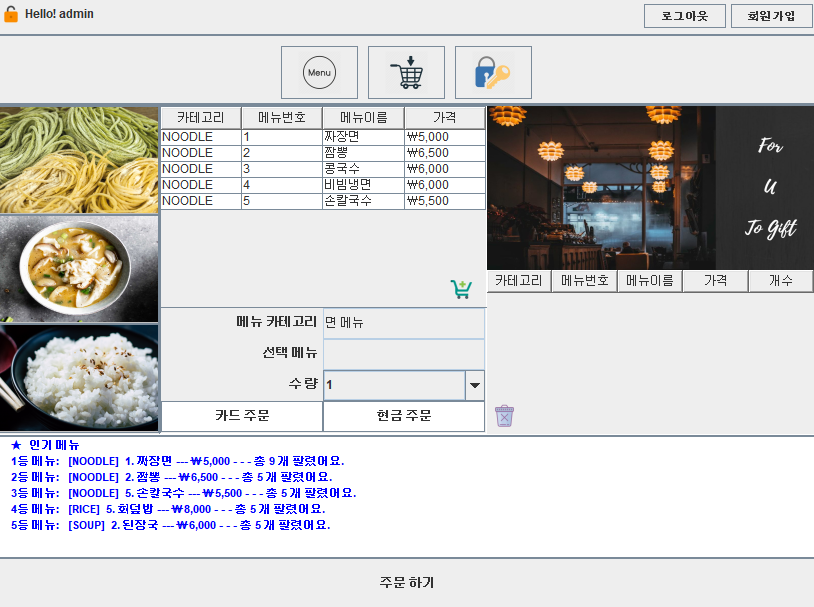 Hello! admin
로그아웃 회원가입
Menu
카테고리 메뉴번호 메뉴이름 가격
NOODLE 1 짜장면 ₩5,000
NOODLE 2 짬뽕 ₩6,500
NOODLE 3 콩국수 ₩6,000
NOODLE 4 비빔냉면 ₩6,000
NOODLE 5 손칼국수 ₩5,500
For
U
To Gift
카테고리 메뉴번호 메뉴이름 가격 개수
메뉴 카테고리 면 메뉴
선택 메뉴
수량 1
카드 주문 현금 주문
★ 인기 메뉴
1등 메뉴: [NOODLE] 1. 짜장면 --- ₩5,000 - - - 총 9개 팔렸어요.
2등 메뉴: [NOODLE] 2. 짬뽕 --- ₩6,500 - - - 총 5개 팔렸어요.
3등 메뉴: [NOODLE] 5. 손칼국수 --- ₩5,500 - - - 총 5개 팔렸어요.
4등 메뉴: [RICE] 5. 회덮밥 --- ₩8,000 - - - 총 5개 팔렸어요.
5등 메뉴: [SOUP] 2. 된장국 --- ₩6,000 - - - 총 5개 팔렸어요.
주문 하기